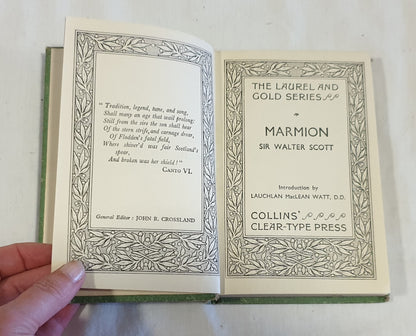 " Tradition, legend, tune, and song,
Shall many an age that wail prolong:
Still from the sire the son shall hear
Of the stern strife, and carnage drear,
Of Flodden's fatal field,
Where shiver'd was fair Scotland's
spear,
And broken was her shield! "
CANTO VI.
General Editor: JOHN R. CROSSLAND
THE LAUREL AND
GOLD SERIES
MARMION
SIR WALTER SCOTT
Introduction by
LAUCHLAN MACLEAN WATT, D.D.
COLLINS'
CLEAR-TYPE PRESS